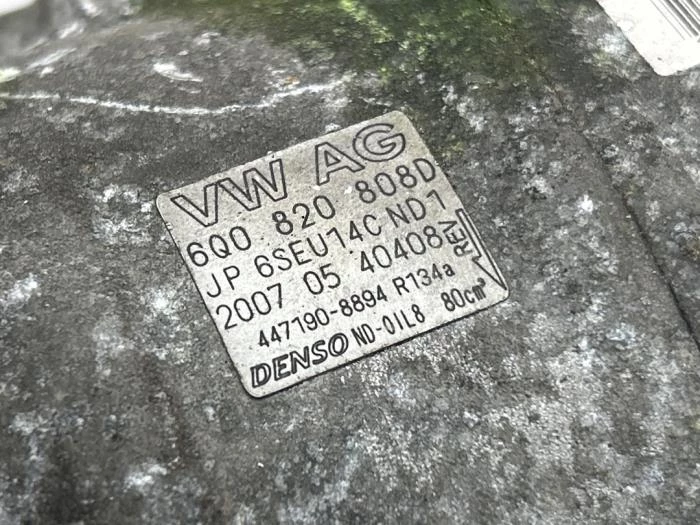 VW AG
6Q0 820 808D
JP 6SEU14C ND1
2007 05 40408 REV
447190-8894 R134a
DENSO ND-OIL8 80cm³